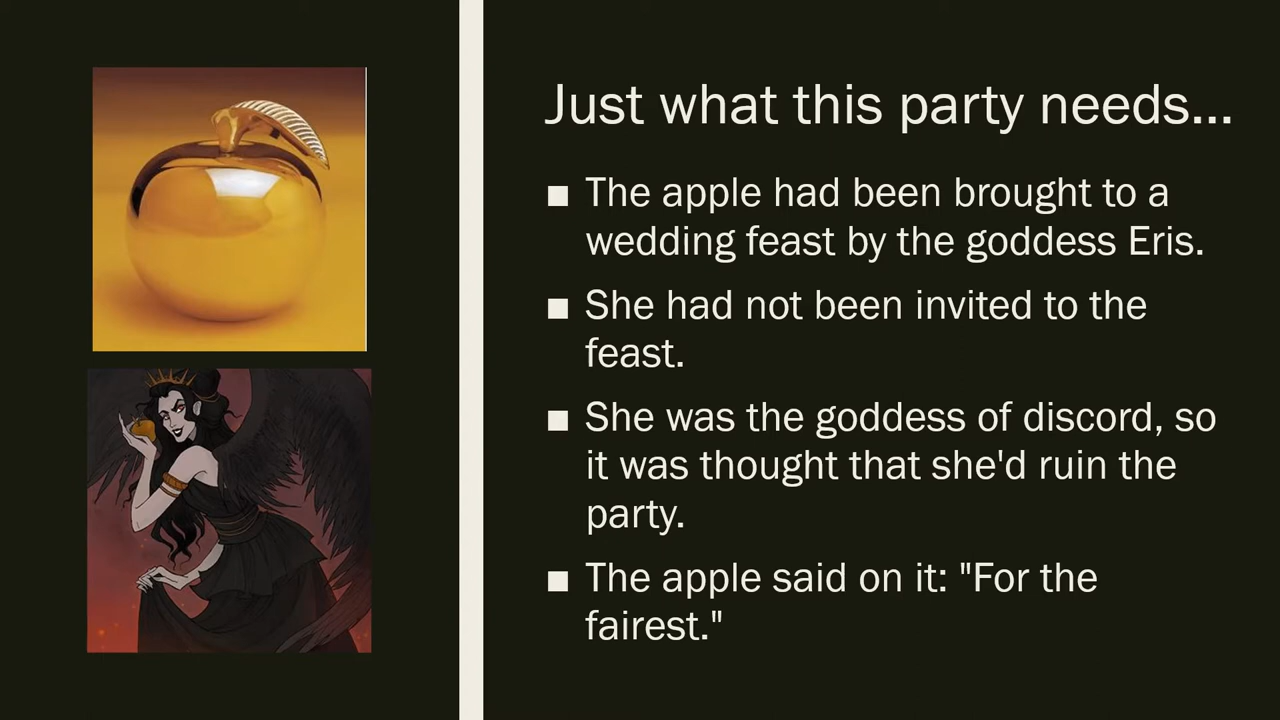 Just what this party needs...
■ The apple had been brought to a
wedding feast by the goddess Eris.
■ She had not been invited to the
feast.
■ She was the goddess of discord, so
it was thought that she'd ruin the
party.
■ The apple said on it: "For the
fairest."